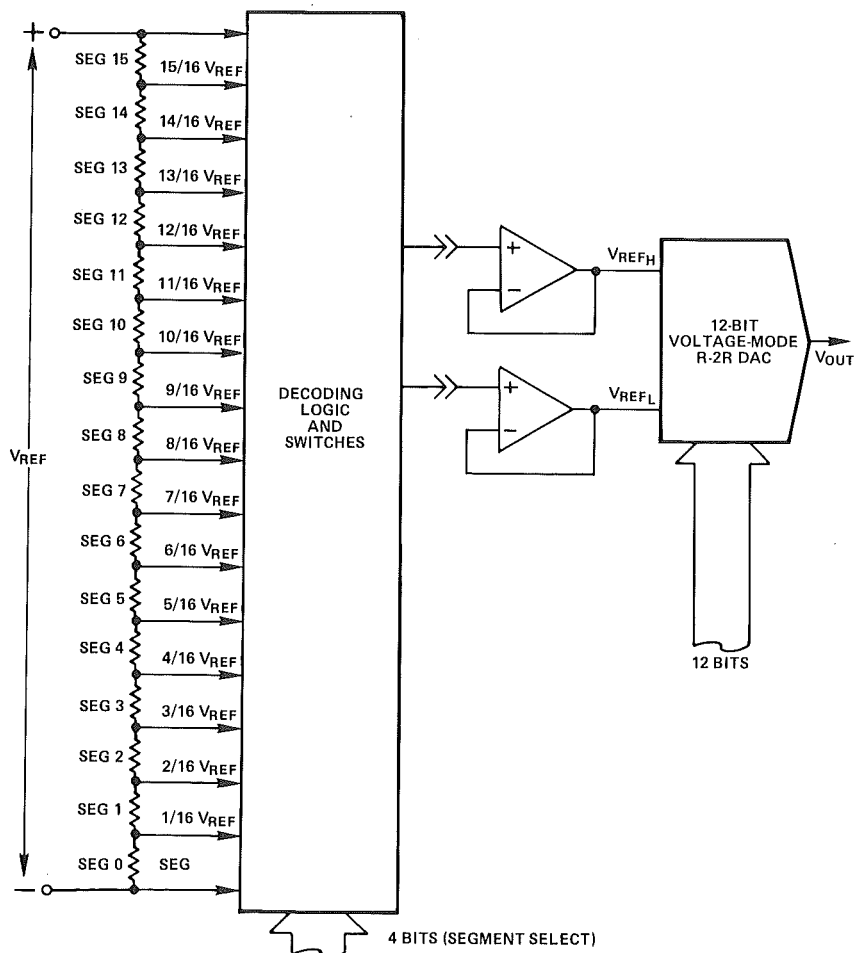 +
SEG 15
15/16 VREF
SEG 14
14/16 VREF
SEG 13
13/16 VREF
SEG 12
12/16 VREF
SEG 11
11/16 VREF
SEG 10
10/16 VREF
SEG 9
9/16 VREF
SEG 8
8/16 VREF
SEG 7
7/16 VREF
SEG 6
6/16 VREF
SEG 5
5/16 VREF
SEG 4
4/16 VREF
SEG 3
3/16 VREF
SEG 2
2/16 VREF
SEG 1
1/16 VREF
SEG 0 SEG
−
VREF
DECODING
LOGIC
AND
SWITCHES
4 BITS (SEGMENT SELECT)
+
−
VREFH
+
−
VREFL
12-BIT
VOLTAGE-MODE
R-2R DAC
VOUT
12 BITS